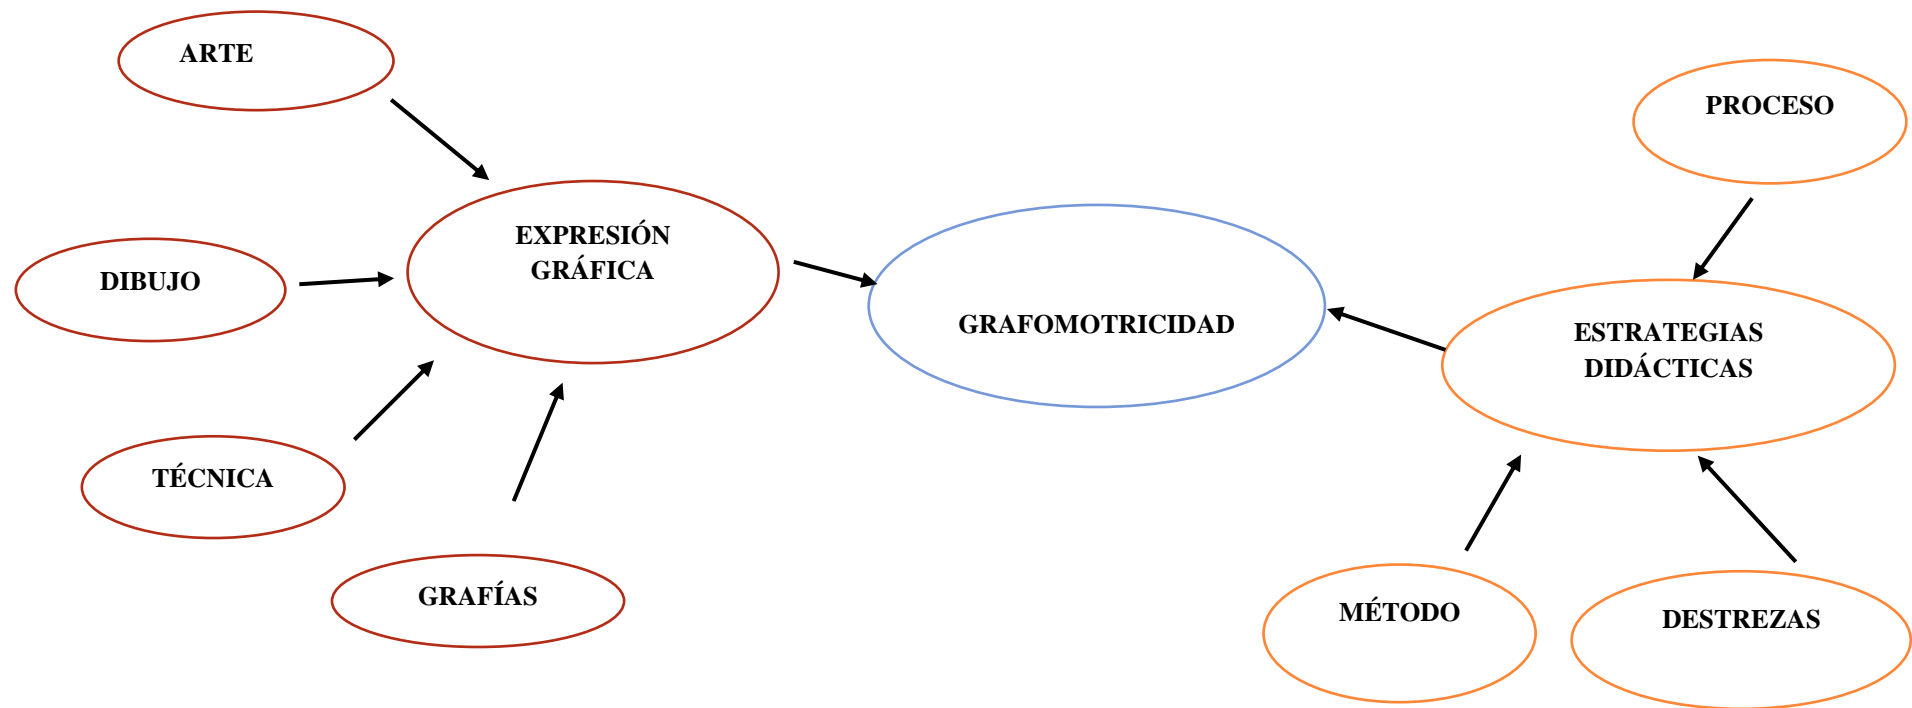 ARTE
PROCESO
EXPRESIÓN
GRÁFICA
DIBUJO
GRAFOMOTRICIDAD
ESTRATEGIAS
DIDÁCTICAS
TÉCNICA
GRAFÍAS
MÉTODO
DESTREZAS